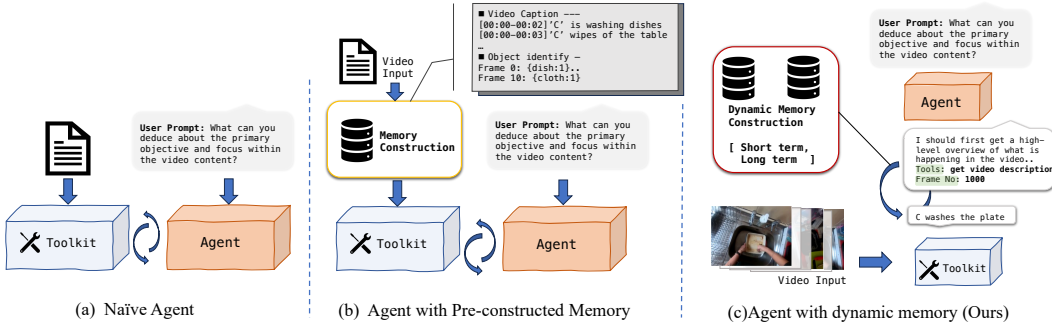 User Prompt: What can you
deduce about the primary
objective and focus within
the video content?
Toolkit
Agent
(a) Naïve Agent
Video
Input
■ Video Caption ---
[00:00-00:02]'C' is washing dishes
[00:00-00:03]'C' wipes of the table
…
■ Object identify —
Frame 0: {dish:1}..
Frame 10: {cloth:1}
Memory
Construction
User Prompt: What can you
deduce about the primary
objective and focus within
the video content?
Toolkit
Agent
(b) Agent with Pre-constructed Memory
User Prompt: What can you
deduce about the primary
objective and focus within
the video content?
Dynamic Memory
Construction
[ Short term,
Long term ]
Agent
I should first get a high-
level overview of what is
happening in the video..
Tools: get video description
Frame No: 1000
C washes the plate
Video Input
Toolkit
(c)Agent with dynamic memory (Ours)